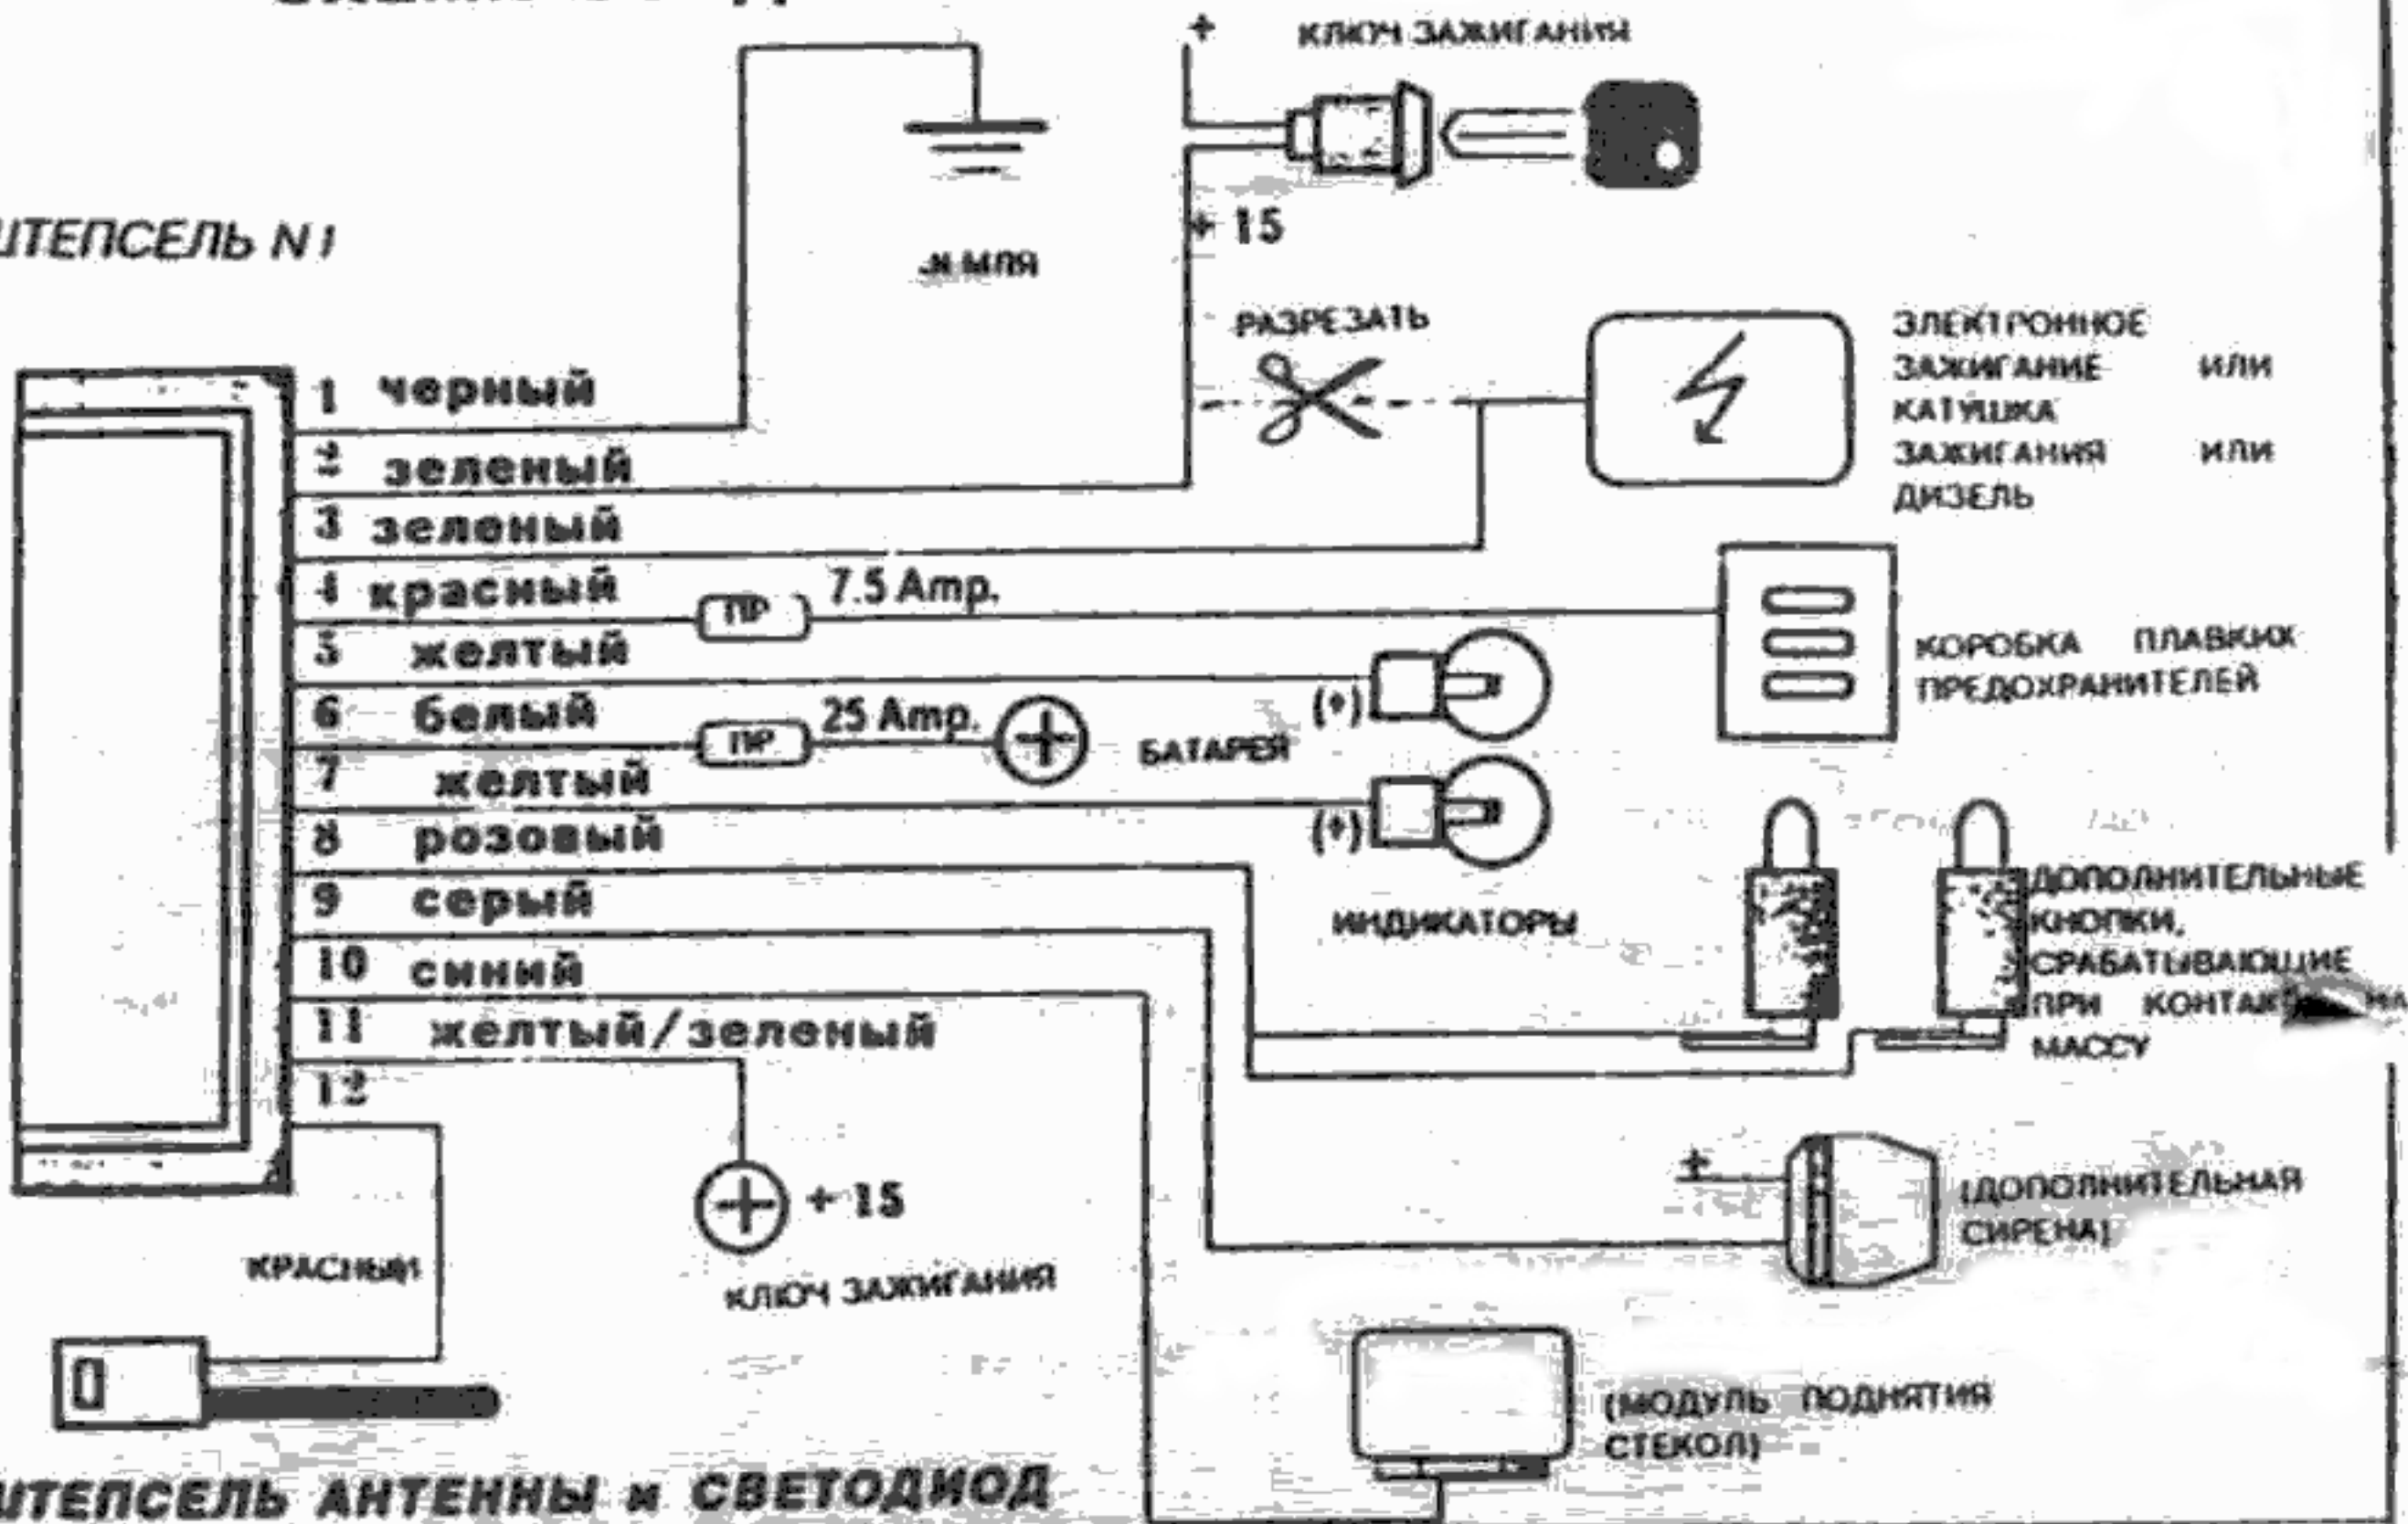 + КЛЮЧ ЗАЖИГАНИЯ
+ 15
ШТЕПСЕЛЬ N 1
РАЗРЕЗАТЬ
ЭЛЕКТРОННОЕ
ЗАЖИГАНИЕ ИЛИ
КАТУШКА
ЗАЖИГАНИЯ ИЛИ
ДИЗЕЛЬ
1 черный
2 зеленый
3 зеленый
4 красный ПР 7.5 Amp.
КОРОБКА ПЛАВКИХ
ПРЕДОХРАНИТЕЛЕЙ
5 желтый (+)
6 белый ПР 25 Amp. + БАТАРЕЯ
7 желтый (+)
8 розовый
ИНДИКАТОРЫ
ДОПОЛНИТЕЛЬНЫЕ
КНОПКИ,
СРАБАТЫВАЮЩИЕ
ПРИ НА
МАССУ
9 серый
10 синий
11 желтый/зеленый
12
+ (ДОПОЛНИТЕЛЬНАЯ
СИРЕНА)
+ + 15
КРАСНЫЙ
КЛЮЧ ЗАЖИГАНИЯ
(МОДУЛЬ ПОДНЯТИЯ
СТЕКОЛ)
ШТЕПСЕЛЬ АНТЕННЫ и СВЕТОДИОД